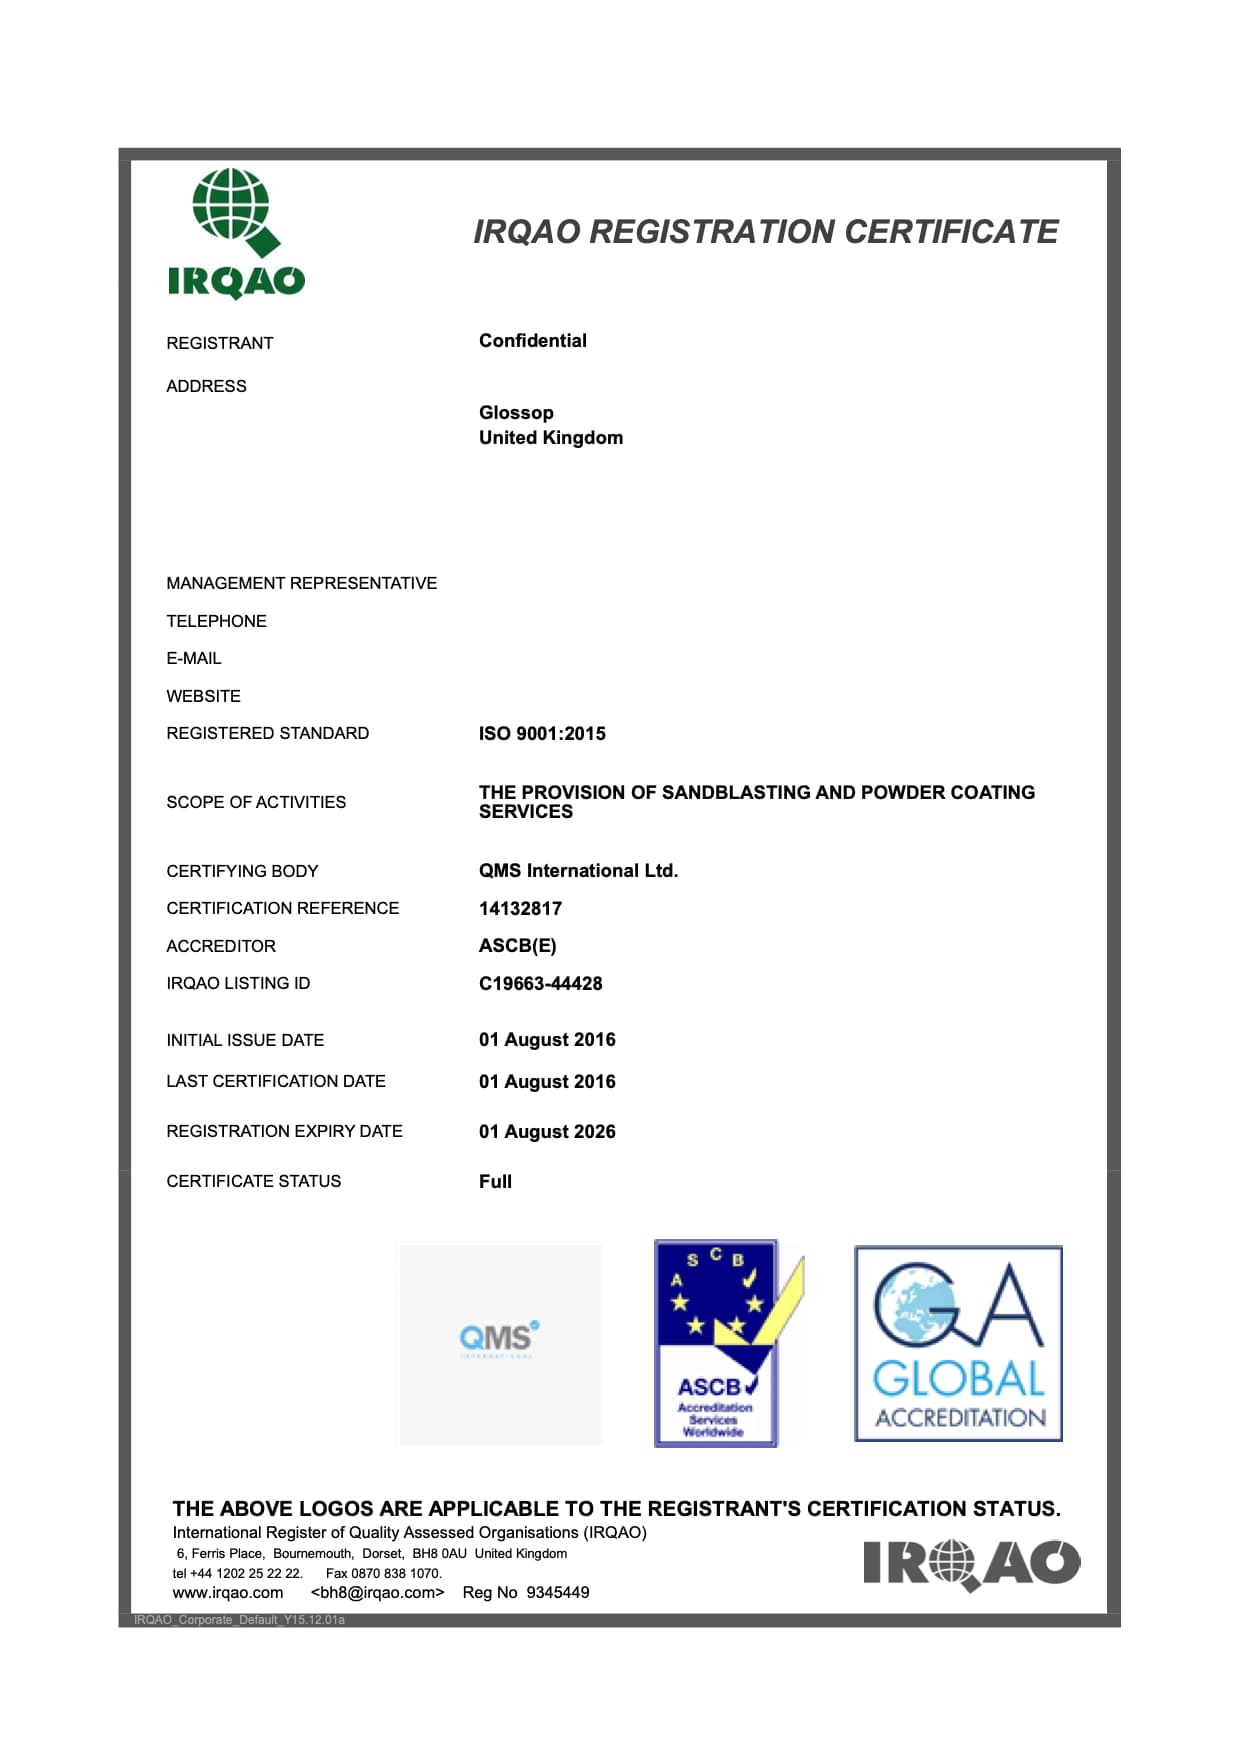 IRQAO
IRQAO REGISTRATION CERTIFICATE
REGISTRANT Confidential
ADDRESS
Glossop
United Kingdom
MANAGEMENT REPRESENTATIVE
TELEPHONE
E-MAIL
WEBSITE
REGISTERED STANDARD ISO 9001:2015
SCOPE OF ACTIVITIES THE PROVISION OF SANDBLASTING AND POWDER COATING
SERVICES
CERTIFYING BODY QMS International Ltd.
CERTIFICATION REFERENCE 14132817
ACCREDITOR ASCB(E)
IRQAO LISTING ID C19663-44428
INITIAL ISSUE DATE 01 August 2016
LAST CERTIFICATION DATE 01 August 2016
REGISTRATION EXPIRY DATE 01 August 2026
CERTIFICATE STATUS Full
QMS
INTERNATIONAL
A S C B
ASCB
Accreditation
Services
Worldwide
GA
GLOBAL
ACCREDITATION
THE ABOVE LOGOS ARE APPLICABLE TO THE REGISTRANT'S CERTIFICATION STATUS.
International Register of Quality Assessed Organisations (IRQAO)
6, Ferris Place, Bournemouth, Dorset, BH8 0AU United Kingdom
tel +44 1202 25 22 22. Fax 0870 838 1070.
www.irqao.com <bh8@irqao.com> Reg No 9345449
IRQAO
IRQAO_Corporate_Default_Y15.12.01a